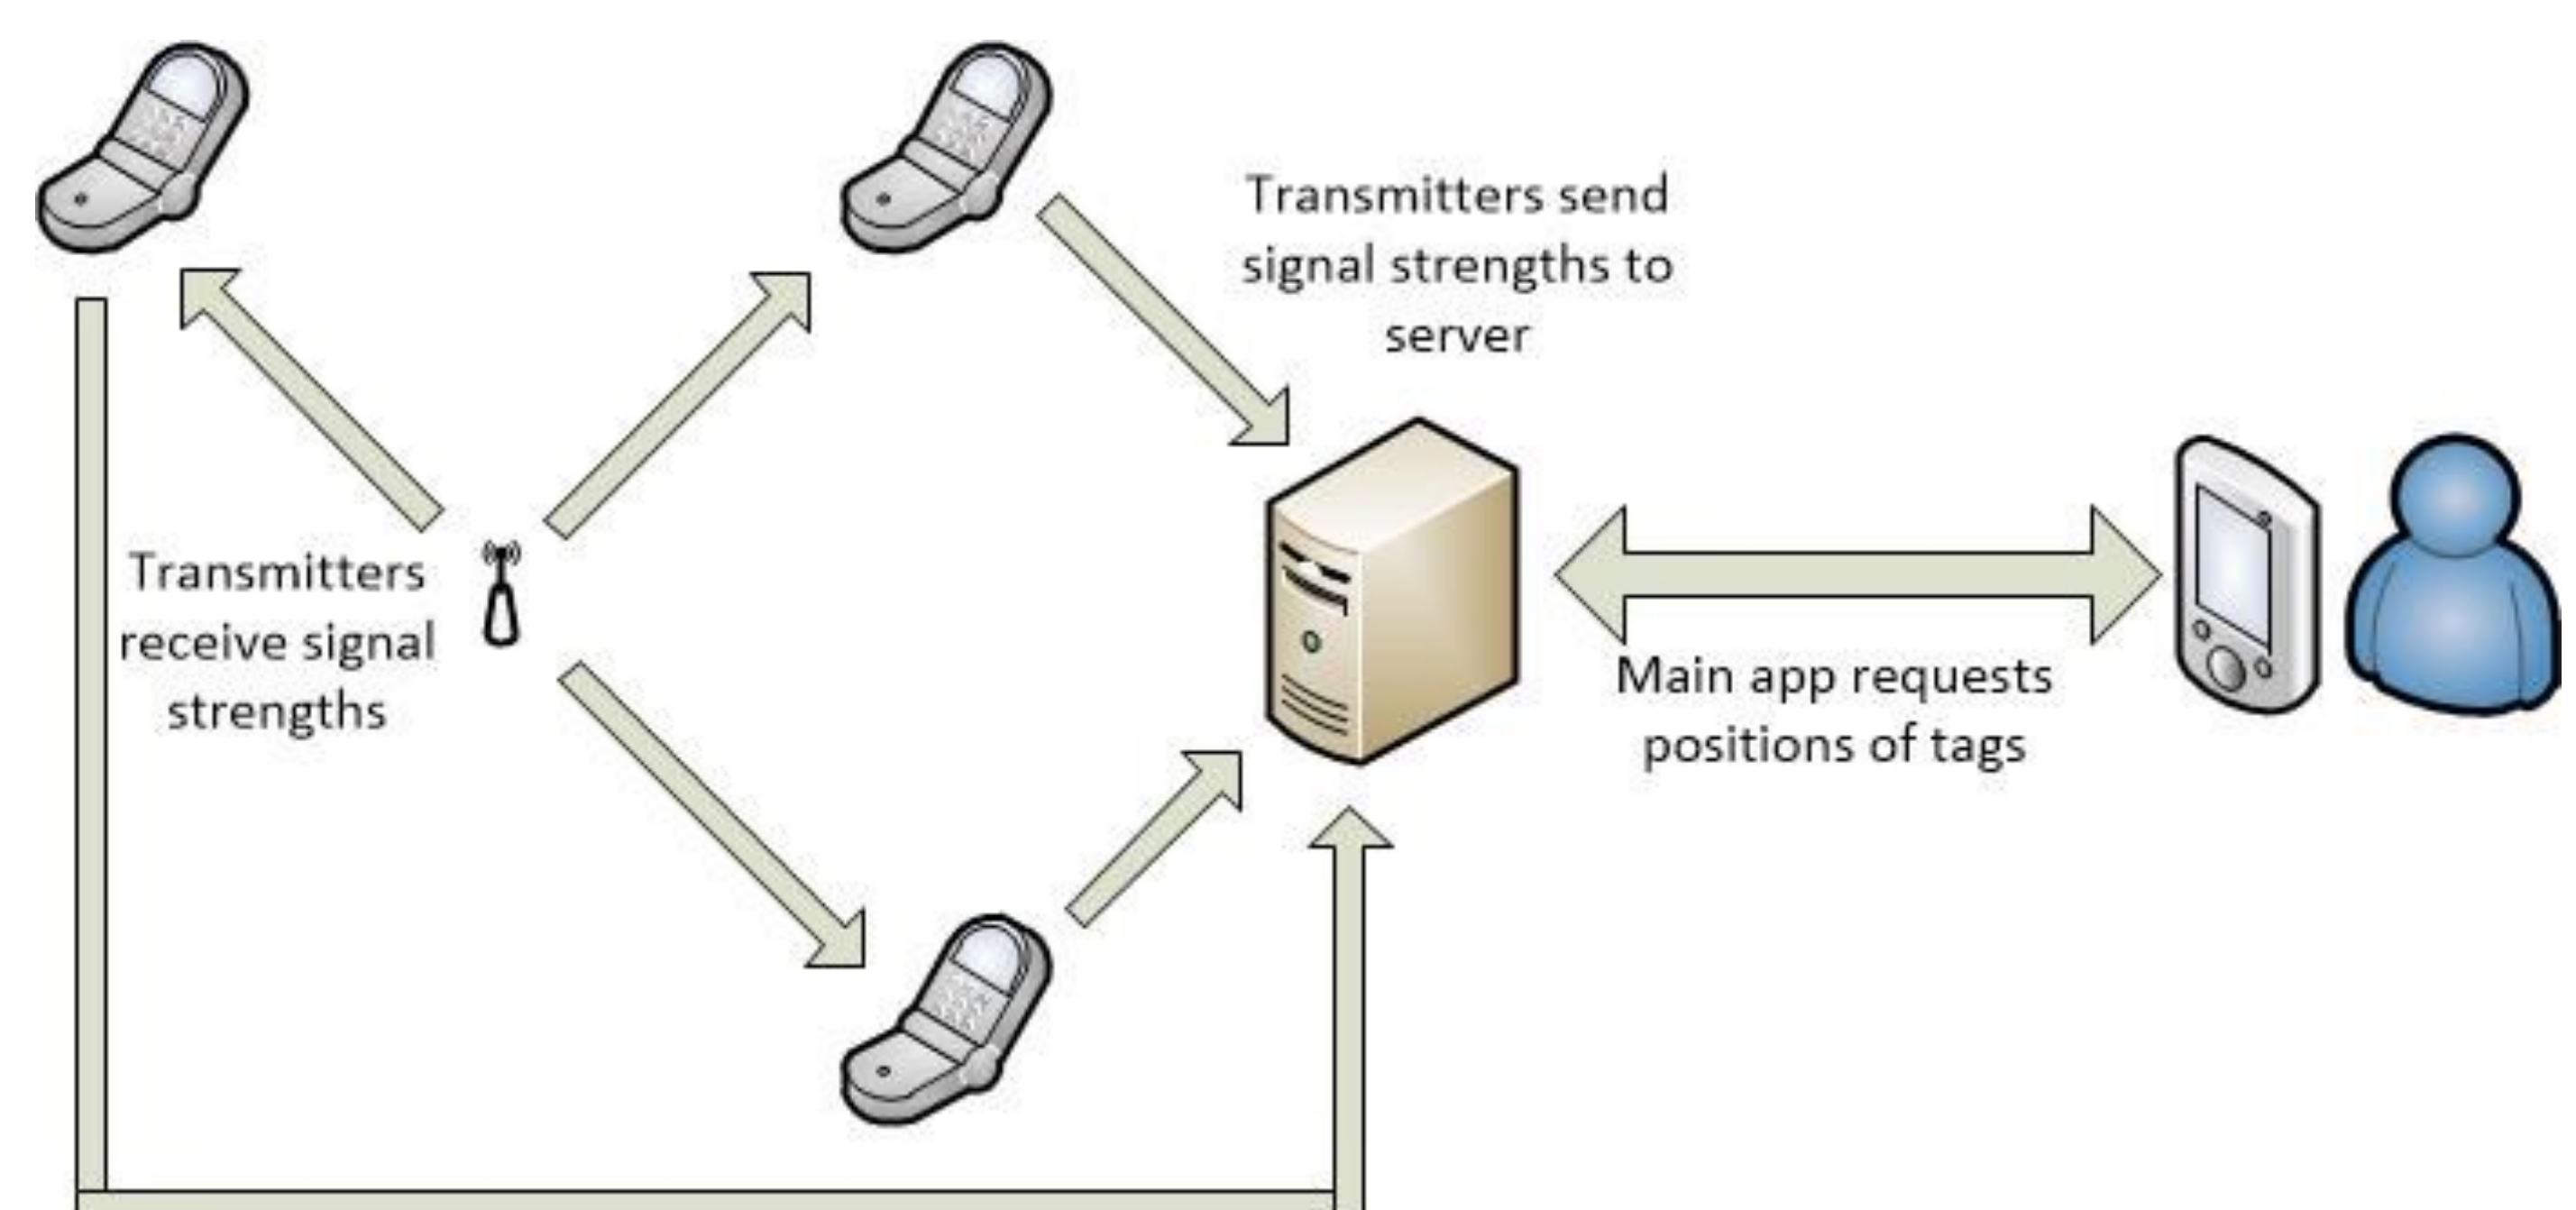 Transmitters send
signal strengths to
server
Transmitters
receive signal
strengths
Main app requests
positions of tags